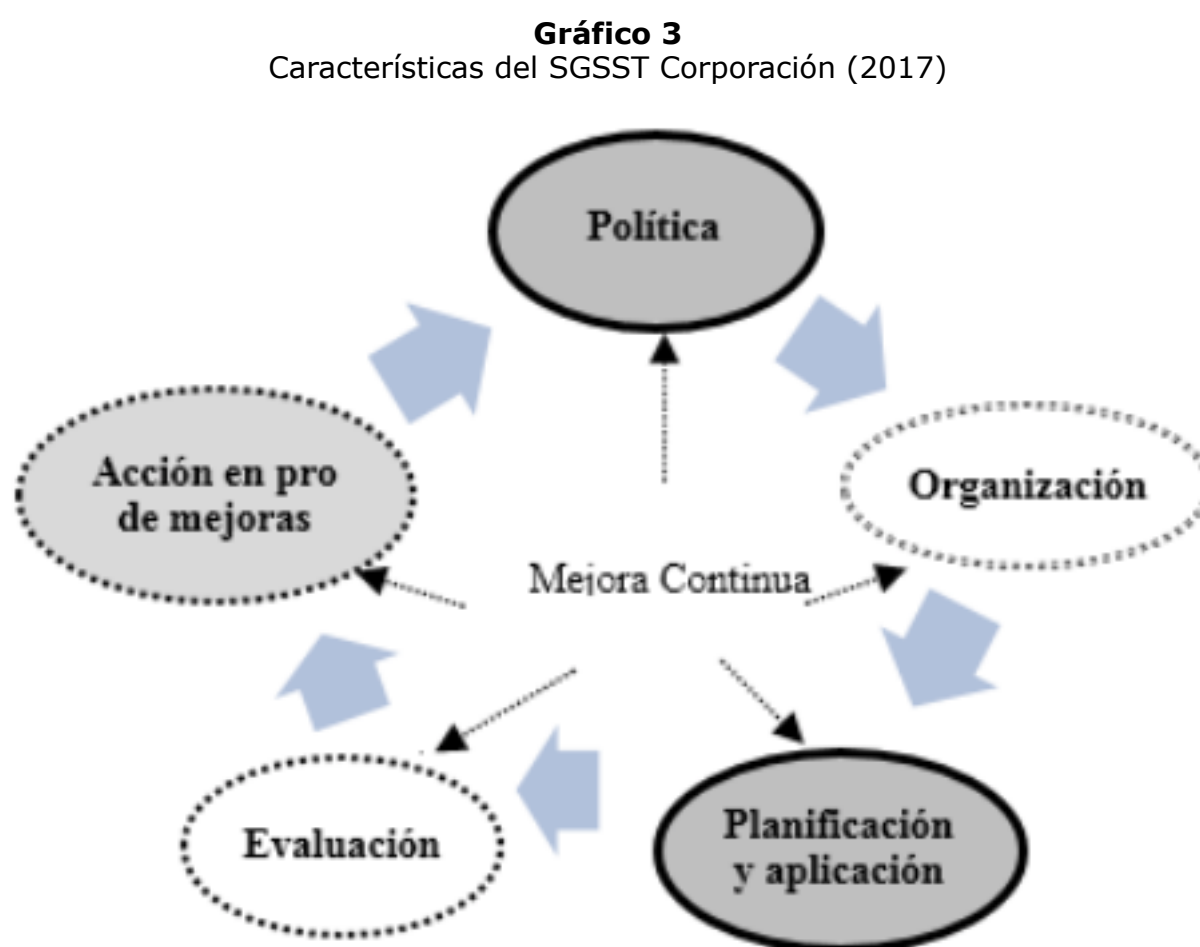 Gráfico 3
Características del SGSST Corporación (2017)
Política
Acción en pro
de mejoras
Organización
Mejora Continua
Evaluación
Planificación
y aplicación